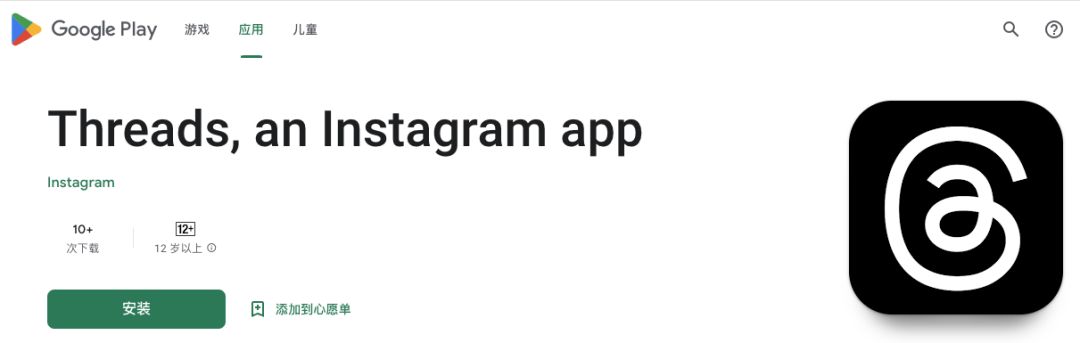 Google Play 游戏 应用 儿童
Threads, an Instagram app
Instagram
10+ 12+
次下载 12 岁以上
安装 添加到心愿单